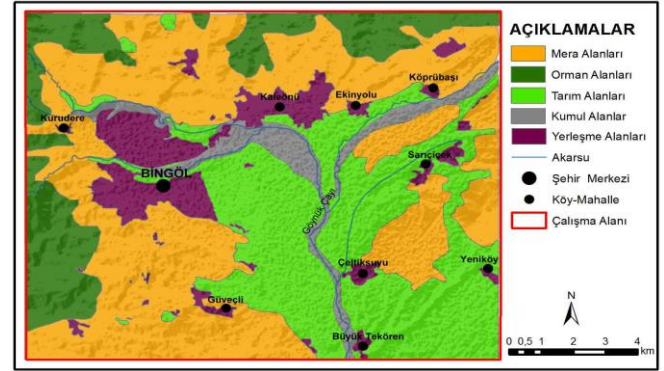 Köprübaşı
Kaleönü
Ekinyolu
Kurudere
Sarıçiçek
BİNGÖL
Göynük Çayı
Çeltiksuyu
Yeniköy
Güveçli
Büyük Tekören
AÇIKLAMALAR
Mera Alanları
Orman Alanları
Tarım Alanları
Kumul Alanlar
Yerleşme Alanları
Akarsu
Şehir Merkezi
Köy-Mahalle
Çalışma Alanı
N
0 0,5 1 2 3 4
km